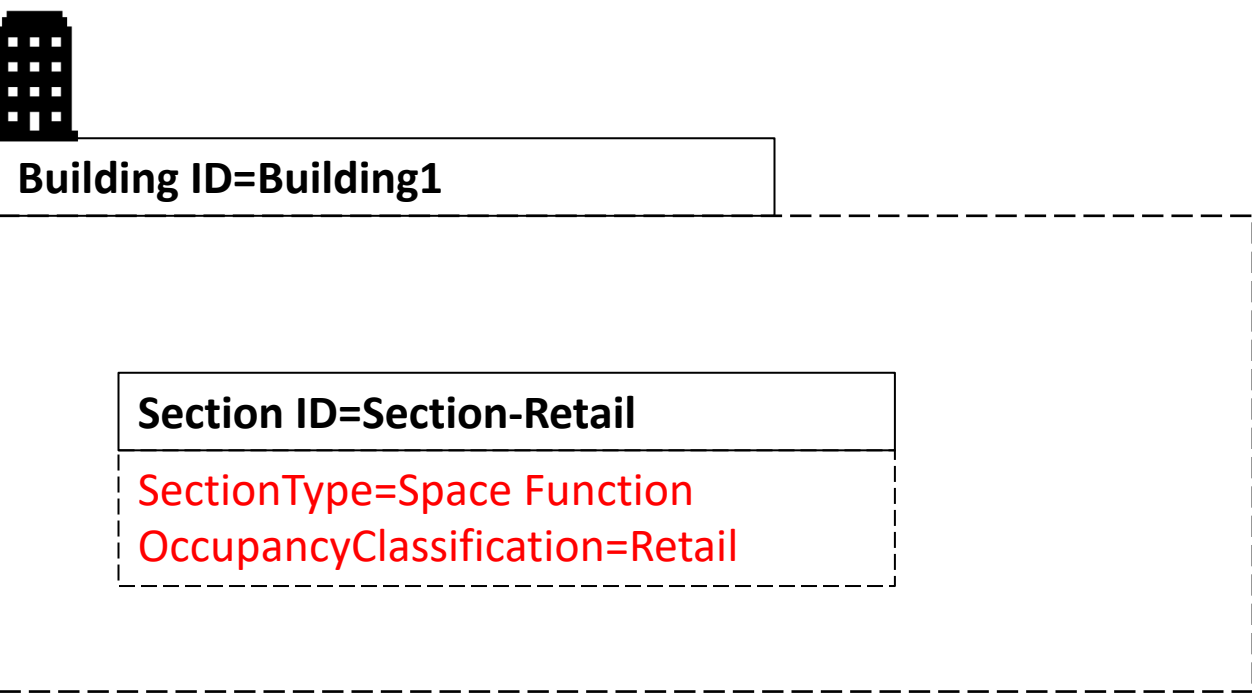 Building ID=Building1
Section ID=Section-Retail
SectionType=Space Function
OccupancyClassification=Retail